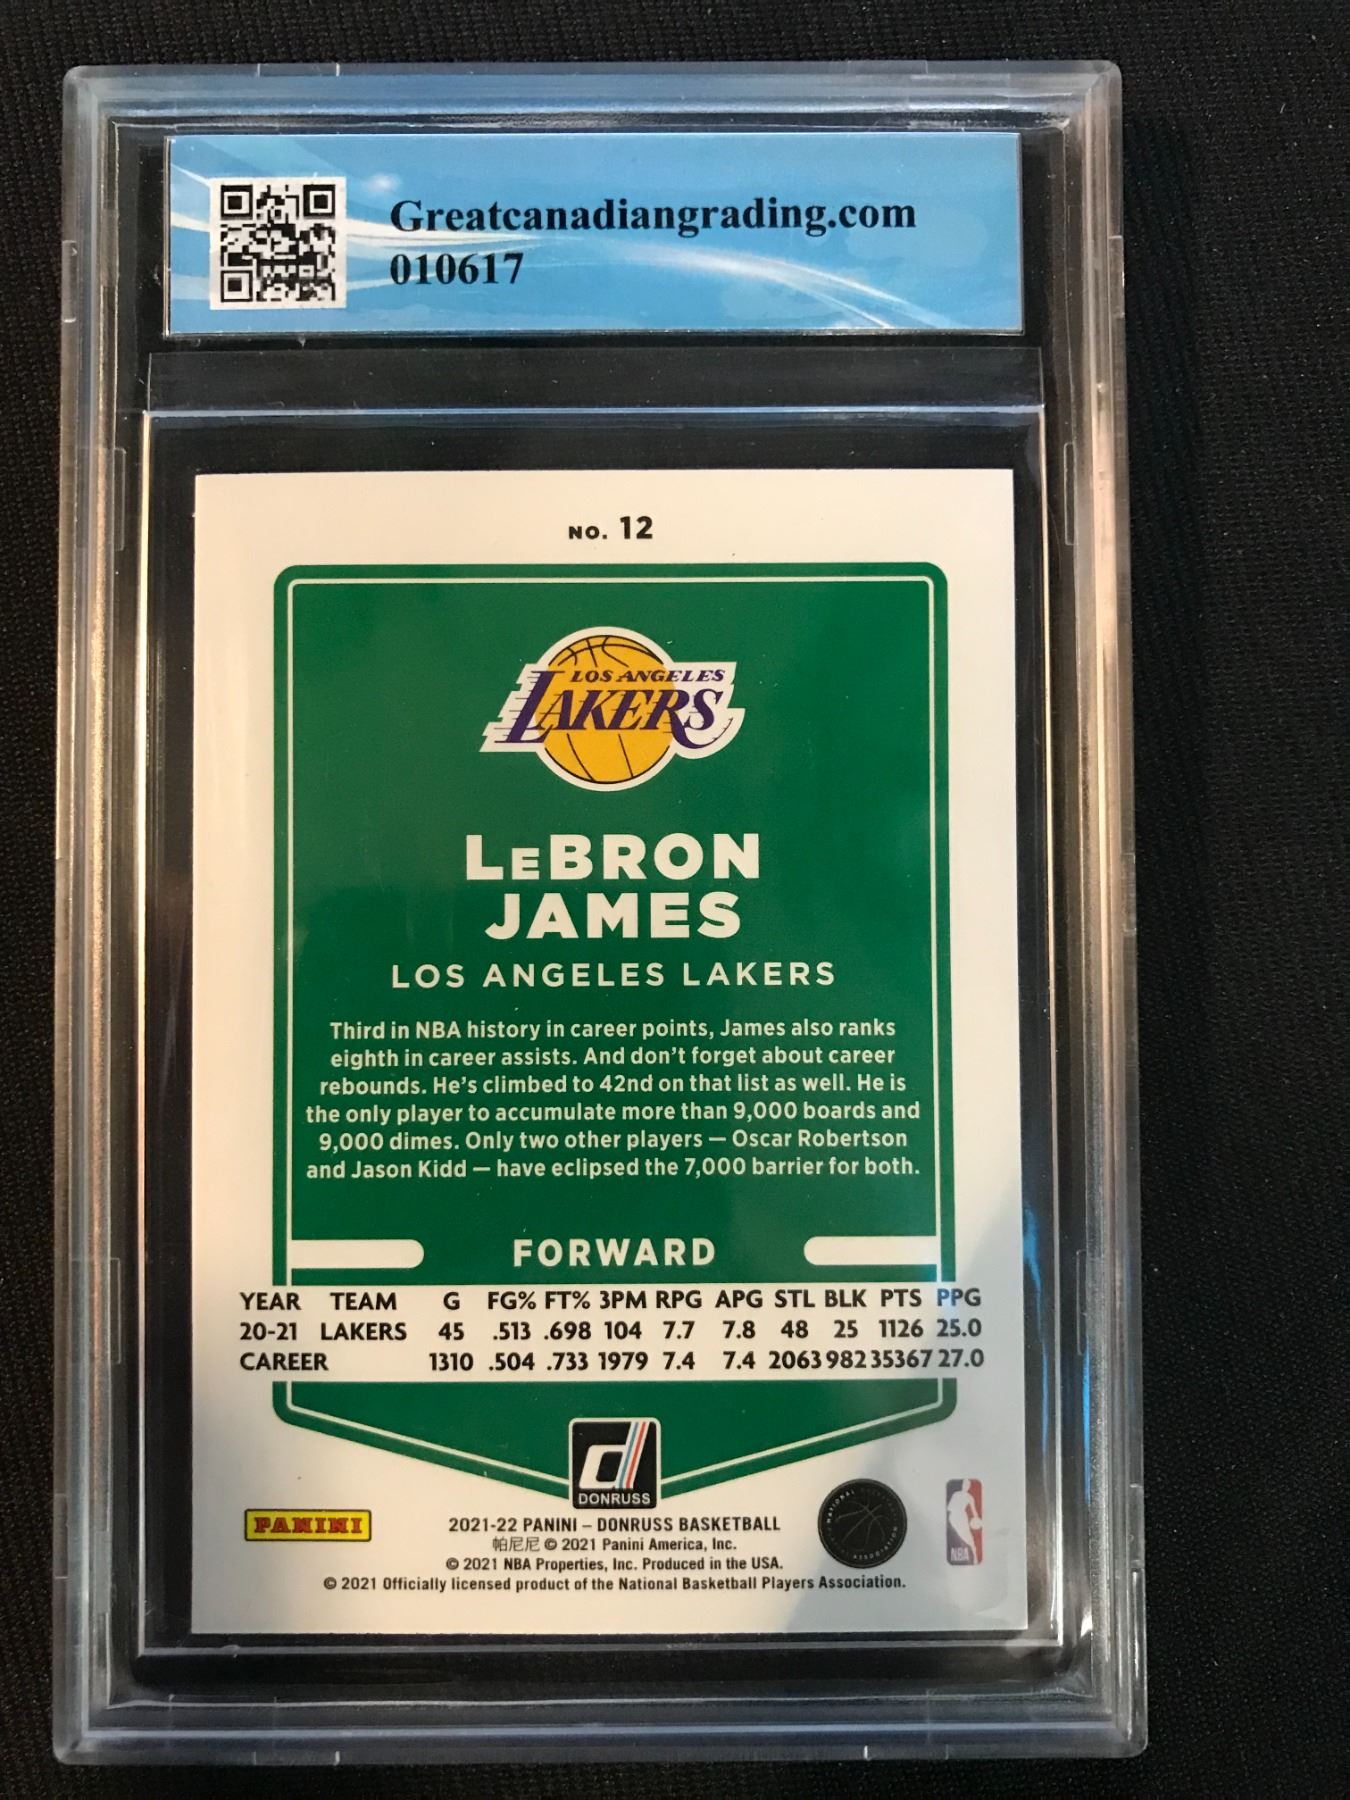 Greatcanadiangrading.com
010617
NO. 12
LOS ANGELES
LAKERS
LeBRON
JAMES
LOS ANGELES LAKERS
Third in NBA history in career points, James also ranks
eighth in career assists. And don't forget about career
rebounds. He's climbed to 42nd on that list as well. He is
the only player to accumulate more than 9,000 boards and
9,000 dimes. Only two other players — Oscar Robertson
and Jason Kidd — have eclipsed the 7,000 barrier for both.
FORWARD
YEAR TEAM G FG% FT% 3PM RPG APG STL BLK PTS PPG
20-21 LAKERS 45 .513 .698 104 7.7 7.8 48 25 1126 25.0
CAREER 1310 .504 .733 1979 7.4 7.4 2063 982 35367 27.0
d
DONRUSS
PANINI
2021-22 PANINI – DONRUSS BASKETBALL
帕尼尼 © 2021 Panini America, Inc.
© 2021 NBA Properties, Inc. Produced in the USA.
© 2021 Officially licensed product of the National Basketball Players Association.
NATIONAL
ASSOCIATION
NBA